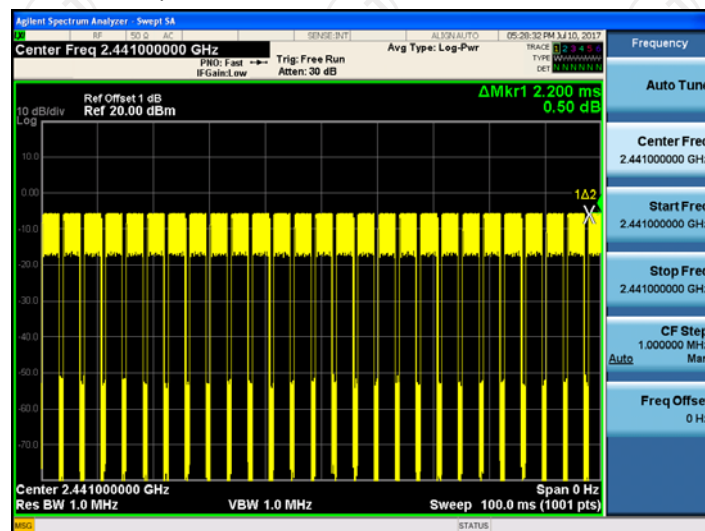 Agilent Spectrum Analyzer - Swept SA
RF 50 Ω AC SENSE:INT ALIGN AUTO 05:28:32 PM Jul 10, 2017
Center Freq 2.441000000 GHz Avg Type: Log-Pwr TRACE 1 2 3 4 5 6
PNO: Fast Trig: Free Run TYPE WWWWWW
IFGain:Low Atten: 30 dB DET N N N N N N
Frequency
ΔMkr1 2.200 ms
0.50 dB
Ref Offset 1 dB
10 dB/div Ref 20.00 dBm
Log
10.0
0.00
-10.0
-20.0
-30.0
-40.0
-50.0
-60.0
-70.0
1Δ2
X
Auto Tune
Center Freq
2.441000000 GHz
Start Freq
2.441000000 GHz
Stop Freq
2.441000000 GHz
CF Step
1.000000 MHz
Auto Man
Freq Offset
0 Hz
Center 2.441000000 GHz Span 0 Hz
Res BW 1.0 MHz VBW 1.0 MHz Sweep 100.0 ms (1001 pts)
MSG STATUS